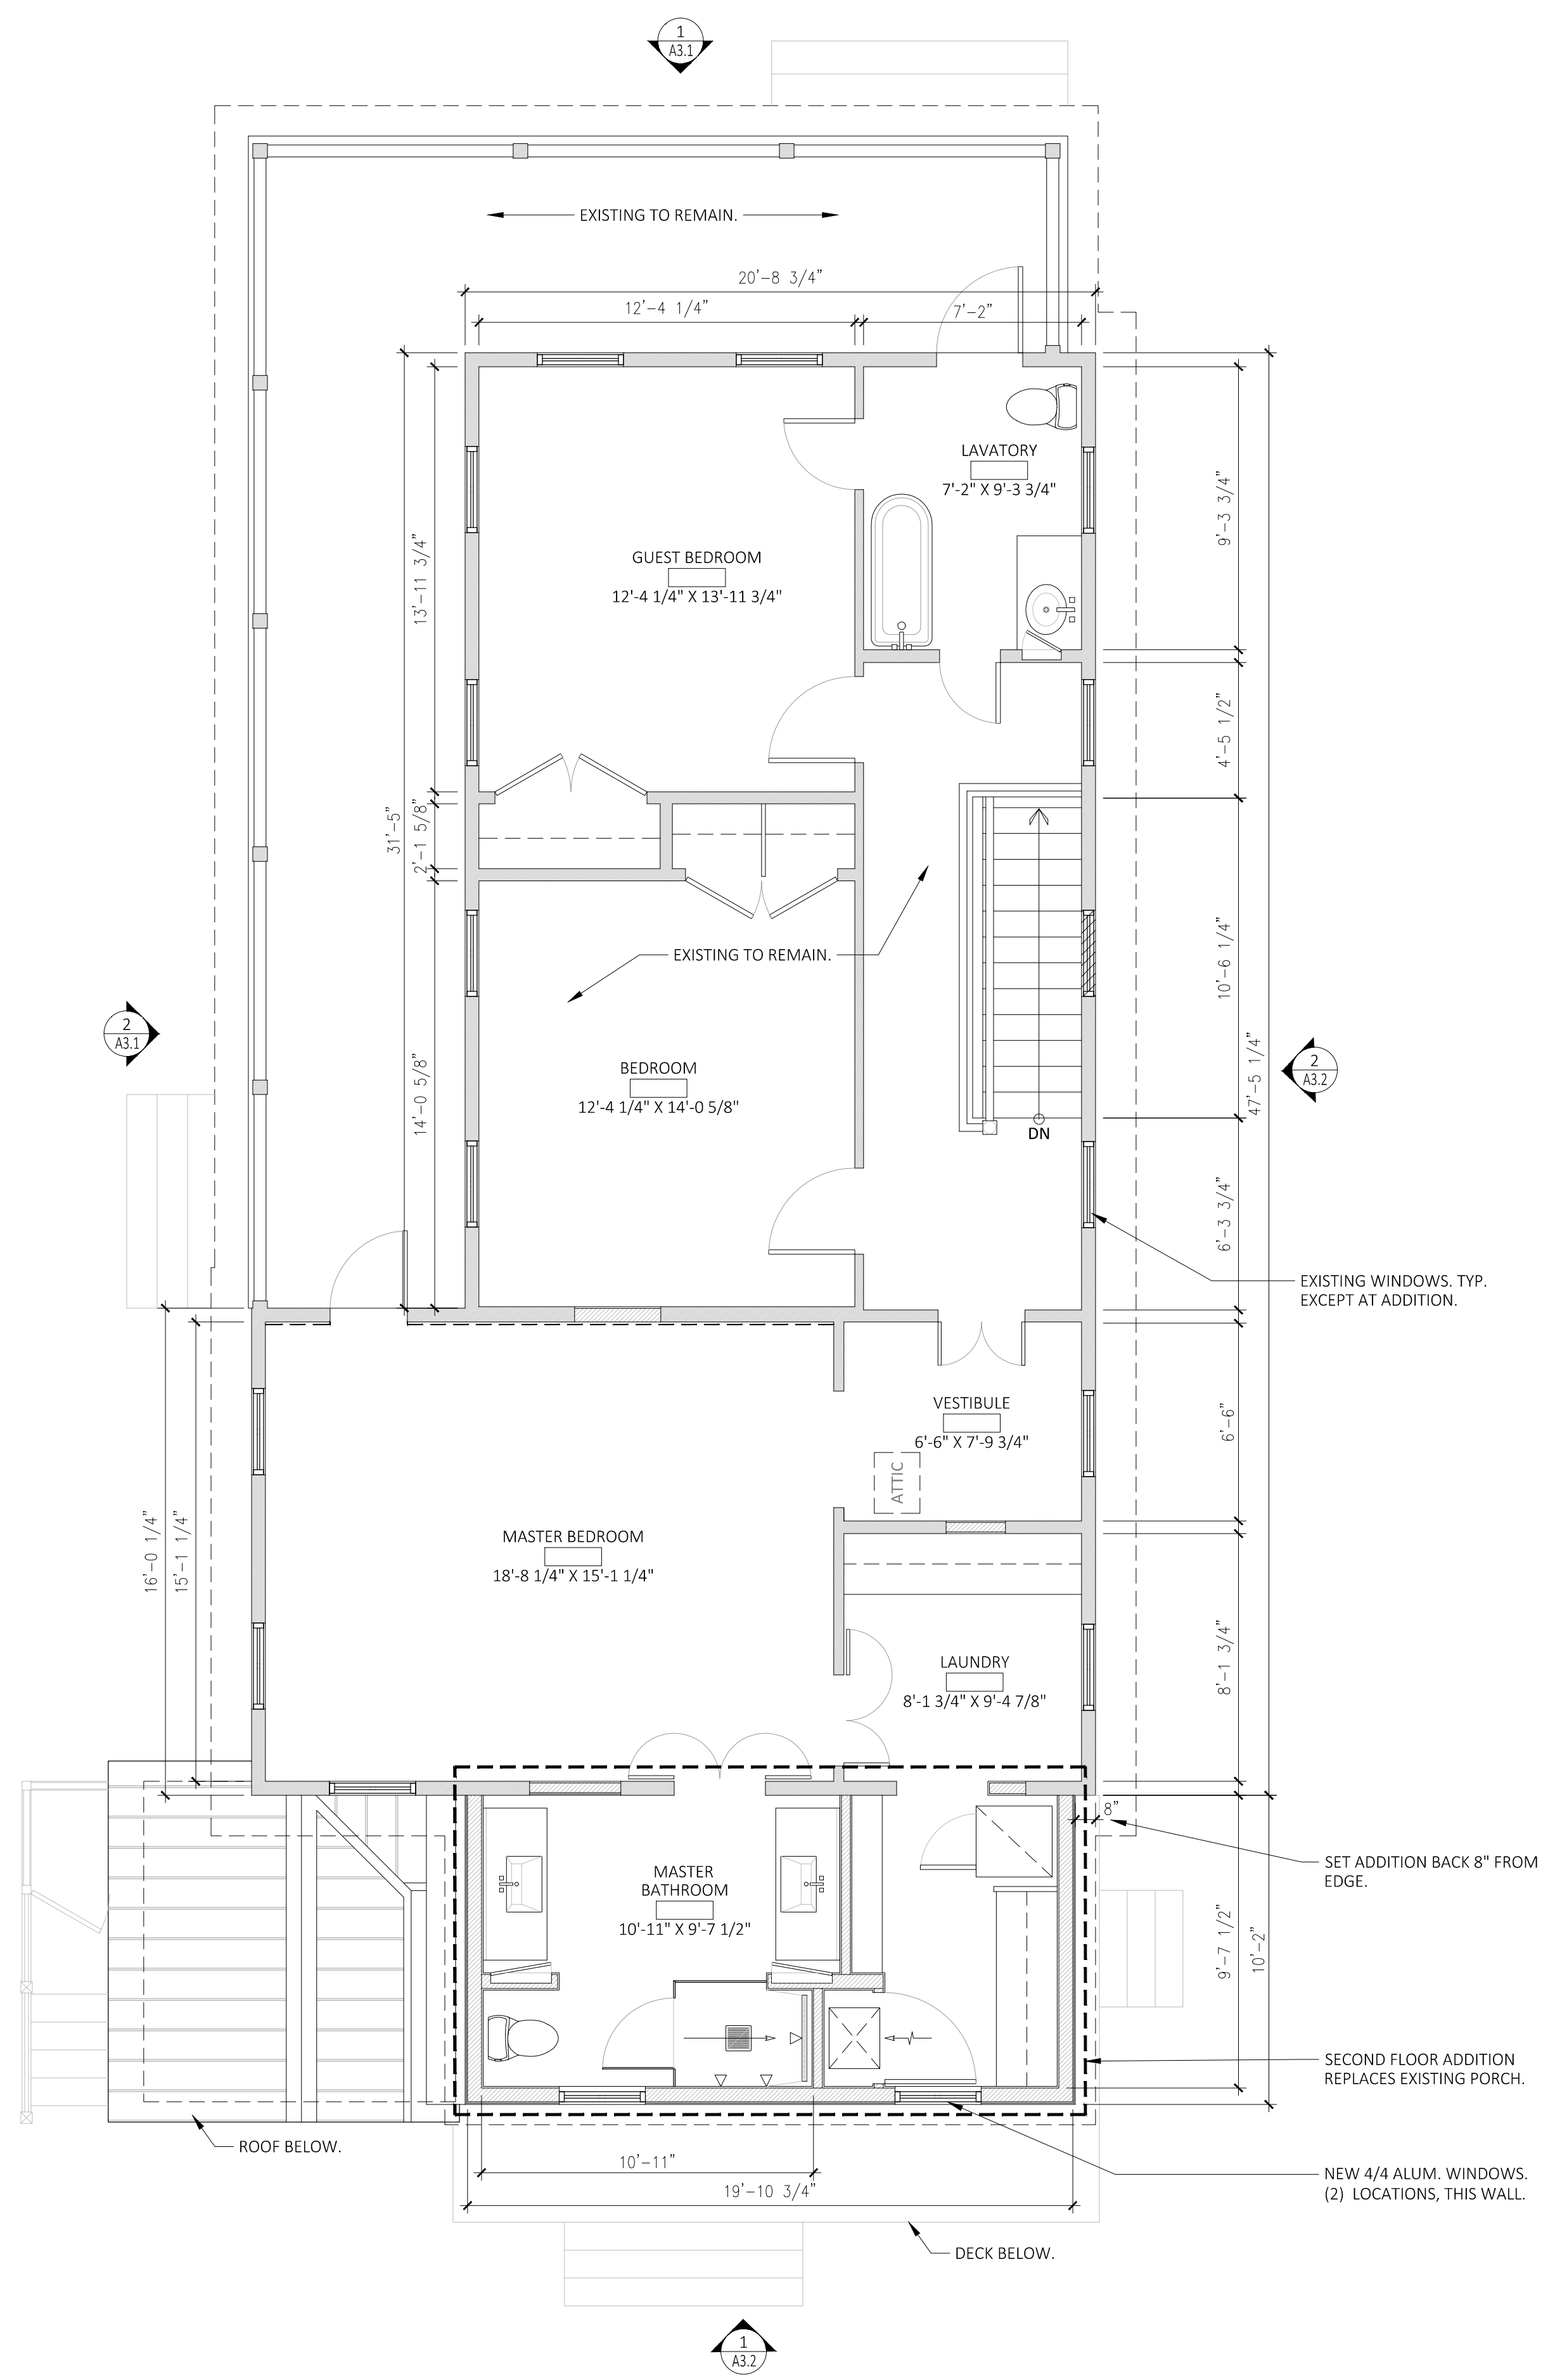 1
A3.1
EXISTING TO REMAIN.
20'-8 3/4"
12'-4 1/4"
7'-2"
LAVATORY
7'-2" X 9'-3 3/4"
9'-3 3/4"
13'-11 3/4"
GUEST BEDROOM
12'-4 1/4" X 13'-11 3/4"
4'-5 1/2"
31'-5"
2'-1 5/8"
EXISTING TO REMAIN.
10'-6 1/4"
2
A3.1
47'-5 1/4"
2
A3.2
14'-0 5/8"
BEDROOM
12'-4 1/4" X 14'-0 5/8"
DN
6'-3 3/4"
EXISTING WINDOWS. TYP.
EXCEPT AT ADDITION.
VESTIBULE
6'-6" X 7'-9 3/4"
6'-6"
ATTIC
16'-0 1/4"
15'-1 1/4"
MASTER BEDROOM
18'-8 1/4" X 15'-1 1/4"
LAUNDRY
8'-1 3/4" X 9'-4 7/8"
8'-1 3/4"
8"
SET ADDITION BACK 8" FROM
EDGE.
MASTER
BATHROOM
10'-11" X 9'-7 1/2"
9'-7 1/2"
10'-2"
SECOND FLOOR ADDITION
REPLACES EXISTING PORCH.
ROOF BELOW.
10'-11"
19'-10 3/4"
NEW 4/4 ALUM. WINDOWS.
(2) LOCATIONS, THIS WALL.
DECK BELOW.
1
A3.2